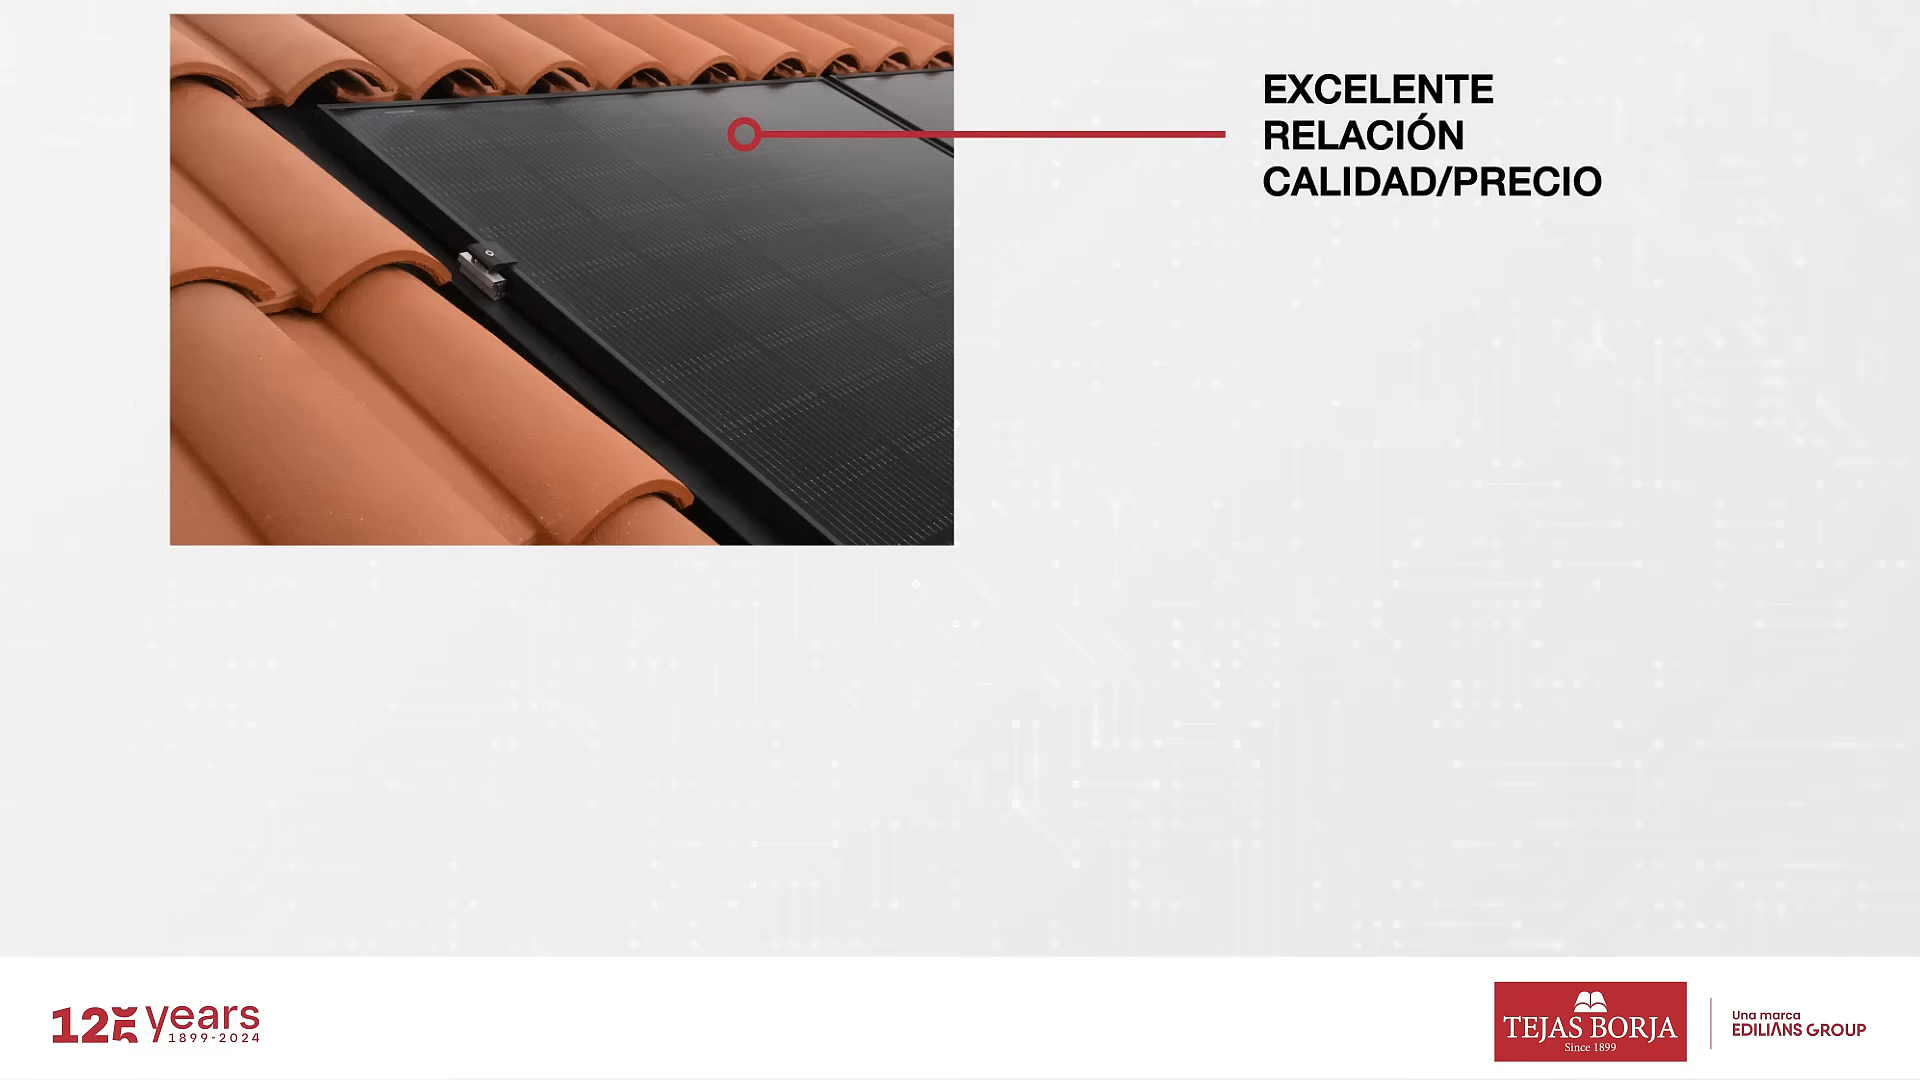 EXCELENTE
RELACIÓN
CALIDAD/PRECIO
125 years
1899-2024
TEJAS BORJA
Since 1899
Una marca
EDILIANS GROUP